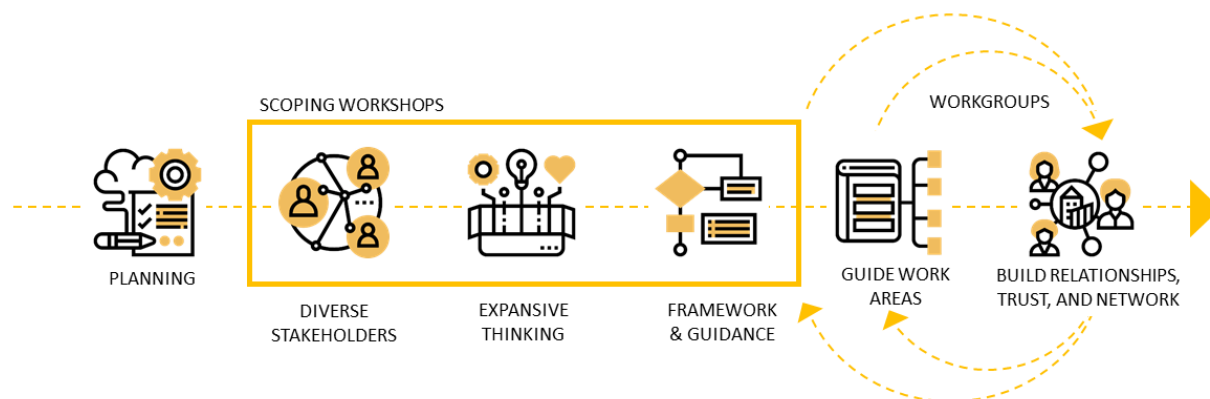 SCOPING WORKSHOPS
WORKGROUPS
PLANNING
DIVERSE
STAKEHOLDERS
EXPANSIVE
THINKING
FRAMEWORK
& GUIDANCE
GUIDE WORK
AREAS
BUILD RELATIONSHIPS,
TRUST, AND NETWORK